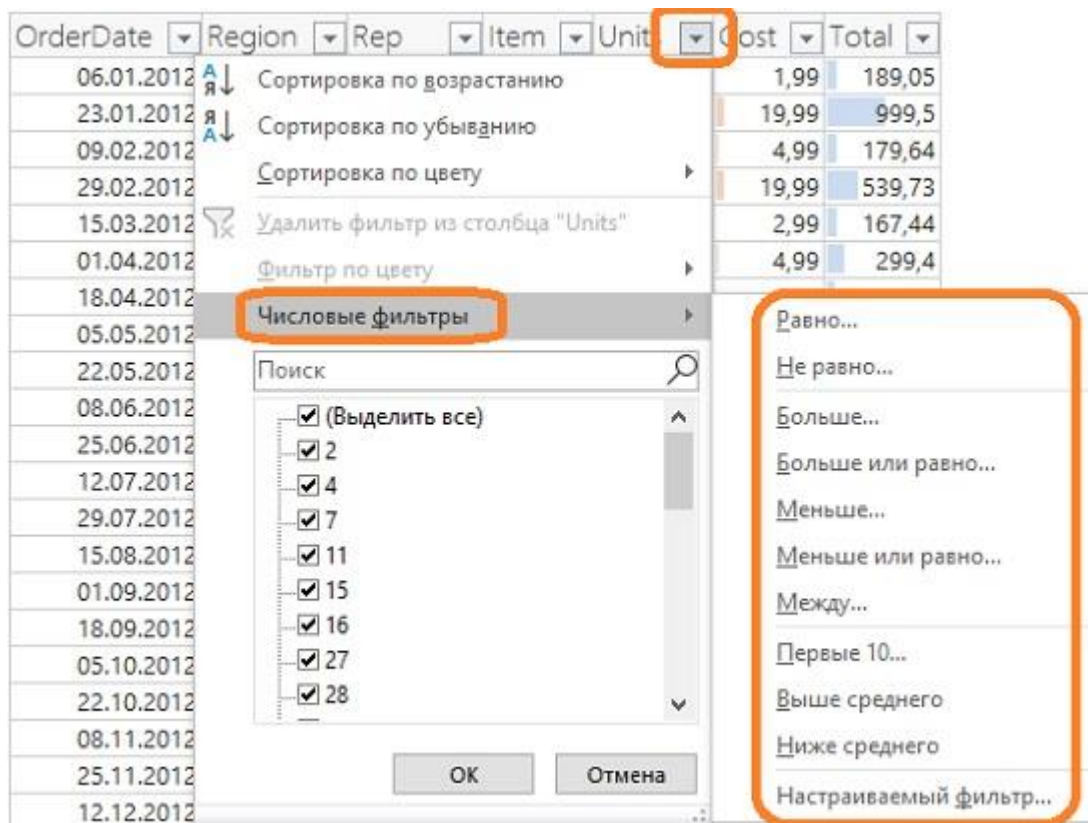 OrderDate Region Rep Item Unit Cost Total
06.01.2012 1,99 189,05
23.01.2012 19,99 999,5
09.02.2012 4,99 179,64
29.02.2012 19,99 539,73
15.03.2012 2,99 167,44
01.04.2012 4,99 299,4
18.04.2012
05.05.2012
22.05.2012
08.06.2012
25.06.2012
12.07.2012
29.07.2012
15.08.2012
01.09.2012
18.09.2012
05.10.2012
22.10.2012
08.11.2012
25.11.2012
12.12.2012
Сортировка по возрастанию
Сортировка по убыванию
Сортировка по цвету
Удалить фильтр из столбца "Units"
Фильтр по цвету
Числовые фильтры
Поиск
(Выделить все)
2
4
7
11
15
16
27
28
ОК Отмена
Равно...
Не равно...
Больше...
Больше или равно...
Меньше...
Меньше или равно...
Между...
Первые 10...
Выше среднего
Ниже среднего
Настраиваемый фильтр...